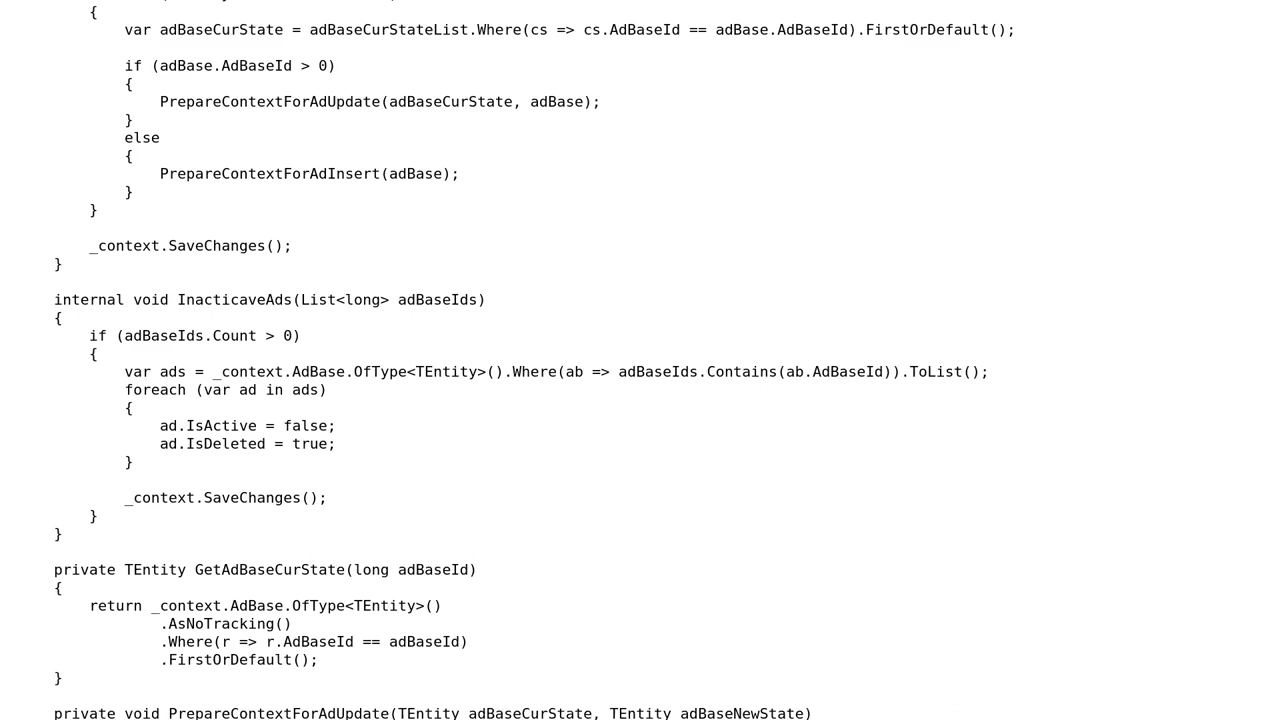 {
var adBaseCurState = adBaseCurStateList.Where(cs => cs.AdBaseId == adBase.AdBaseId).FirstOrDefault();
if (adBase.AdBaseId > 0)
{
PrepareContextForAdUpdate(adBaseCurState, adBase);
}
else
{
PrepareContextForAdInsert(adBase);
}
}
_context.SaveChanges();
}
internal void InacticaveAds(List<long> adBaseIds)
{
if (adBaseIds.Count > 0)
{
var ads = _context.AdBase.OfType<TEntity>().Where(ab => adBaseIds.Contains(ab.AdBaseId)).ToList();
foreach (var ad in ads)
{
ad.IsActive = false;
ad.IsDeleted = true;
}
_context.SaveChanges();
}
}
private TEntity GetAdBaseCurState(long adBaseId)
{
return _context.AdBase.OfType<TEntity>()
.AsNoTracking()
.Where(r => r.AdBaseId == adBaseId)
.FirstOrDefault();
}
private void PrepareContextForAdUpdate(TEntity adBaseCurState, TEntity adBaseNewState)